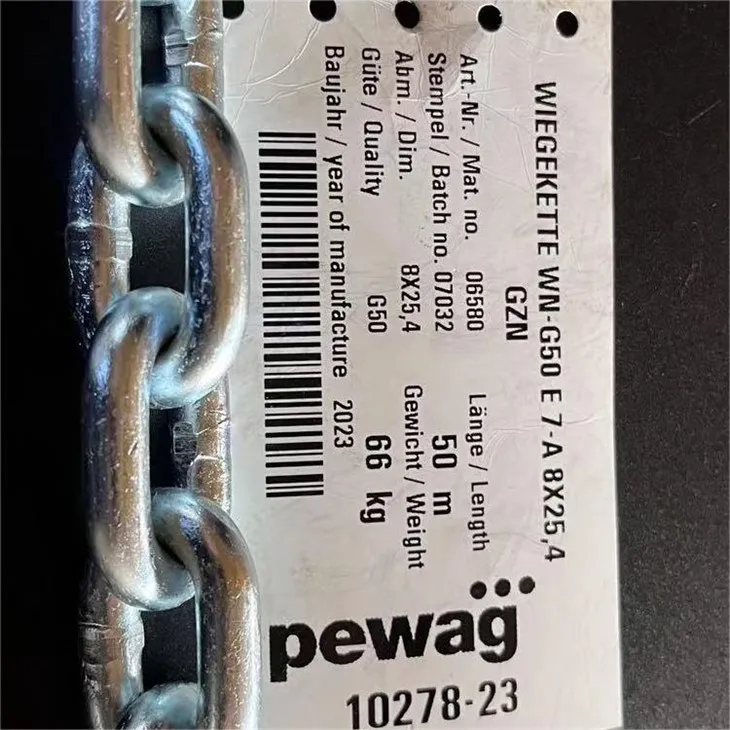 WIEGEKETTE WN-G50 E 7-A 8X25,4
GZN
Art.-Nr. / Mat. no. 06580 Länge / Length
Stempel / Batch no. 07032 50 m
Abm. / Dim. 8X25,4 Gewicht / Weight
Güte / Quality G50 66 kg
Baujahr / year of manufacture 2023
pewag
10278-23